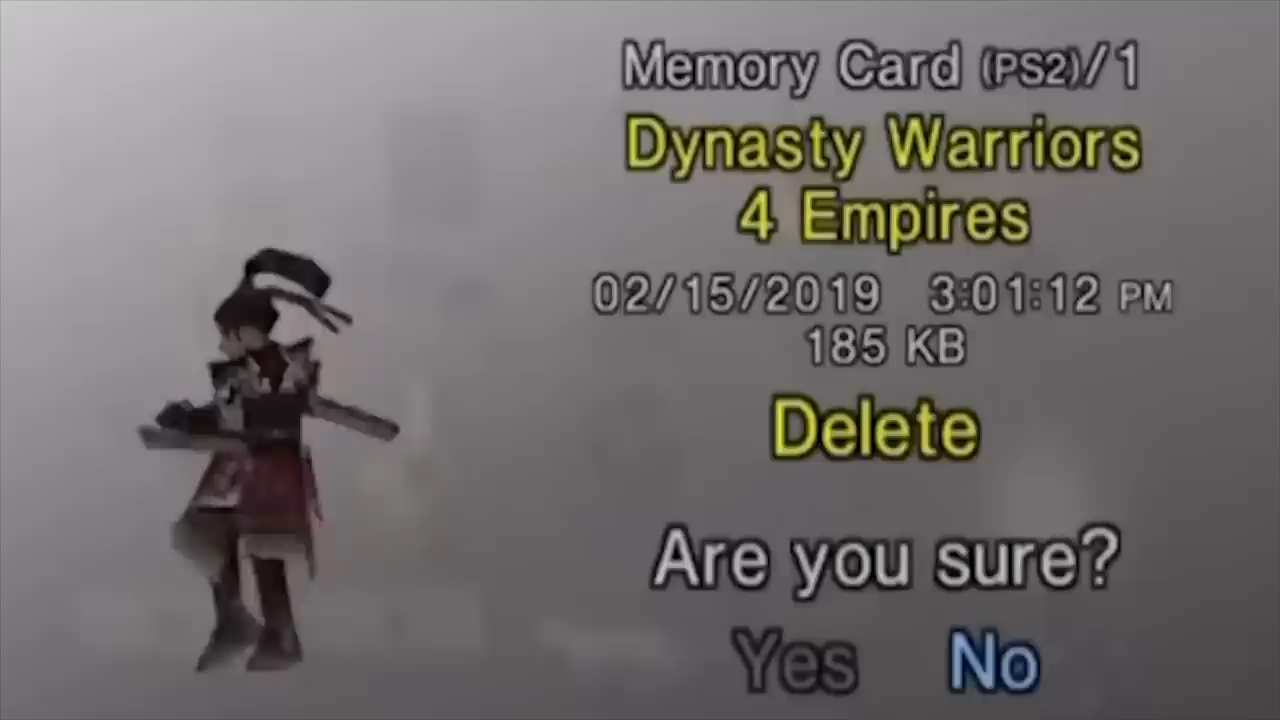 Memory Card (PS2)/1
Dynasty Warriors
4 Empires
02/15/2019 3:01:12 PM
185 KB
Delete
Are you sure?
Yes No